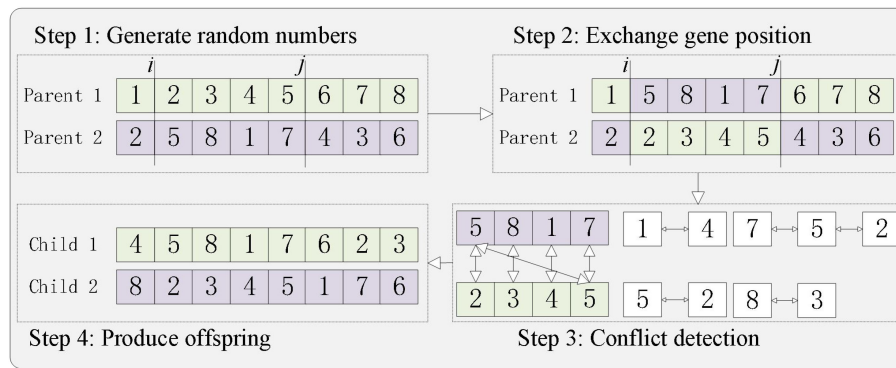 Step 1: Generate random numbers
i j
Parent 1 1 2 3 4 5 6 7 8
Parent 2 2 5 8 1 7 4 3 6
Step 2: Exchange gene position
i j
Parent 1 1 5 8 1 7 6 7 8
Parent 2 2 2 3 4 5 4 3 6
5 8 1 7 1 4 7 5 2
2 3 4 5 5 2 8 3
Step 3: Conflict detection
Child 1 4 5 8 1 7 6 2 3
Child 2 8 2 3 4 5 1 7 6
Step 4: Produce offspring